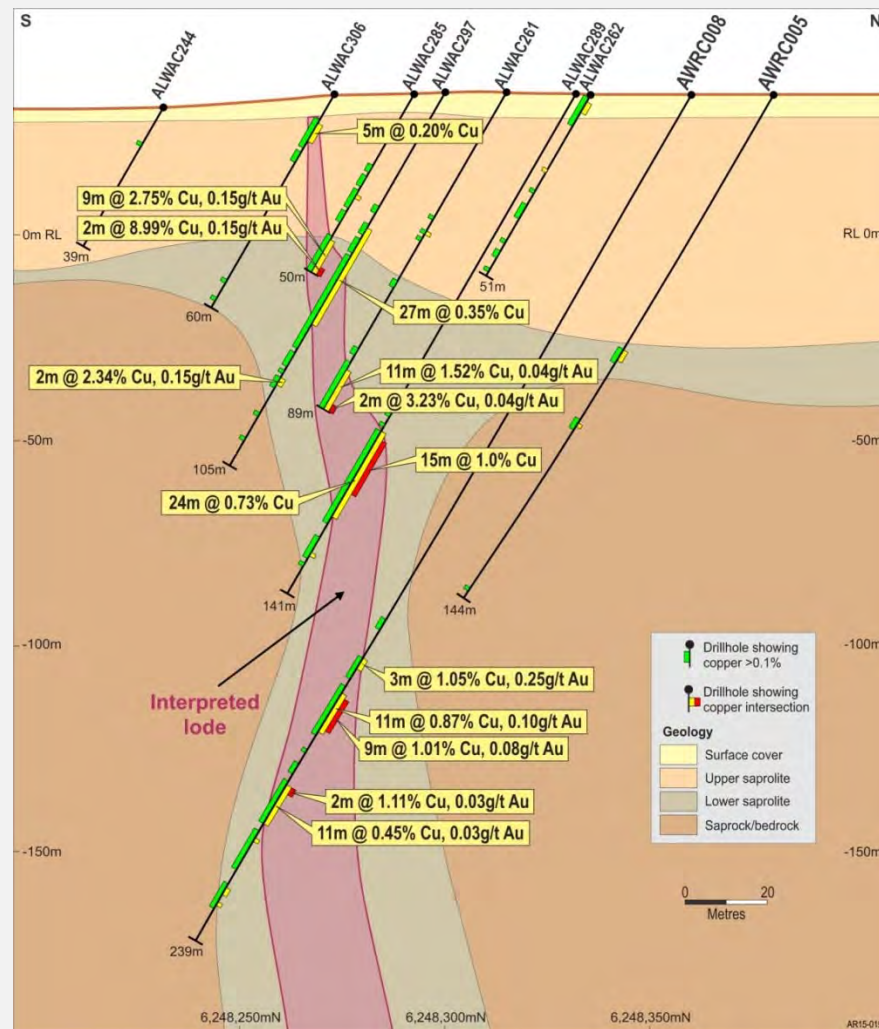 S
N
ALWAC244
ALWAC306
ALWAC285
ALWAC297
ALWAC261
ALWAC289
ALWAC262
AWRC008
AWRC005
5m @ 0.20% Cu
9m @ 2.75% Cu, 0.15g/t Au
2m @ 8.99% Cu, 0.15g/t Au
0m RL
RL 0m
39m
50m
51m
60m
27m @ 0.35% Cu
2m @ 2.34% Cu, 0.15g/t Au
11m @ 1.52% Cu, 0.04g/t Au
2m @ 3.23% Cu, 0.04g/t Au
89m
-50m
-50m
105m
15m @ 1.0% Cu
24m @ 0.73% Cu
141m
144m
-100m
-100m
Interpreted
lode
3m @ 1.05% Cu, 0.25g/t Au
11m @ 0.87% Cu, 0.10g/t Au
9m @ 1.01% Cu, 0.08g/t Au
2m @ 1.11% Cu, 0.03g/t Au
11m @ 0.45% Cu, 0.03g/t Au
-150m
-150m
239m
Drillhole showing
copper >0.1%
Drillhole showing
copper intersection
Geology
Surface cover
Upper saprolite
Lower saprolite
Saprock/bedrock
0 20
Metres
6,248,250mN
6,248,300mN
6,248,350mN